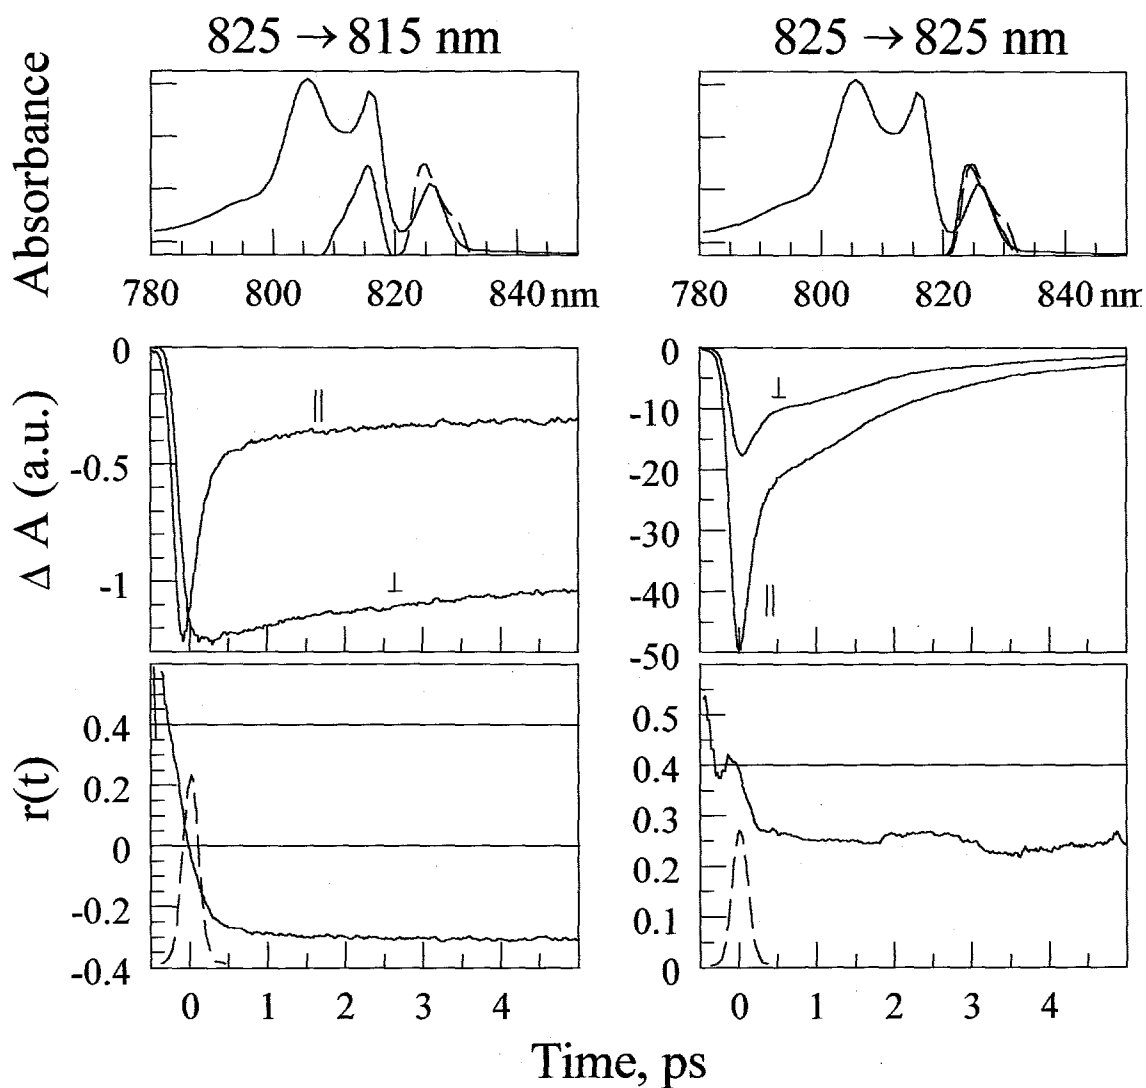 825 → 815 nm
825 → 825 nm
Absorbance
780 800 820 840 nm
780 800 820 840 nm
Δ A (a.u.)
0
-0.5
-1
||
⊥
0
-10
-20
-30
-40
-50
⊥
||
r(t)
0.4
0.2
0
-0.2
-0.4
0.5
0.4
0.3
0.2
0.1
0
0 1 2 3 4
0 1 2 3 4
Time, ps